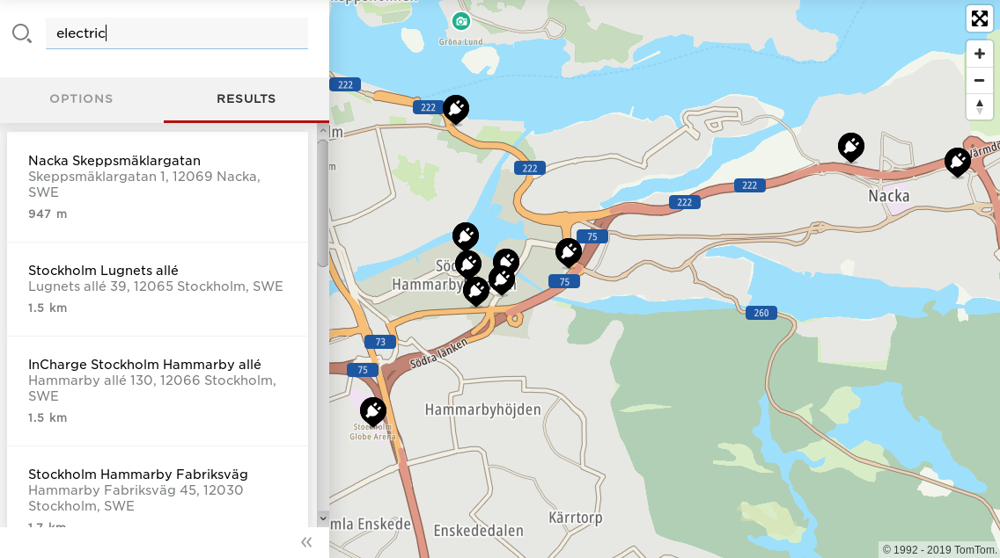 electric
OPTIONS
RESULTS
Nacka Skeppsmäklargatan
Skeppsmäklargatan 1, 12069 Nacka,
SWE
947 m
Stockholm Lugnets allé
Lugnets allé 39, 12065 Stockholm, SWE
1.5 km
InCharge Stockholm Hammarby allé
Hammarby allé 130, 12066 Stockholm,
SWE
1.5 km
Stockholm Hammarby Fabriksväg
Hammarby Fabriksväg 45, 12030
Stockholm, SWE
1.7 km
Gröna Lund
222
222
222
222
222
Värmdö
Nacka
lm
m
75
Söd
Hammarby
75
260
73
75
Södra länken
Hammarbyhöjden
Stockholm
Globe Arena
mla Enskede
Enskededalen
Kärrtorp
© 1992 - 2019 TomTom.